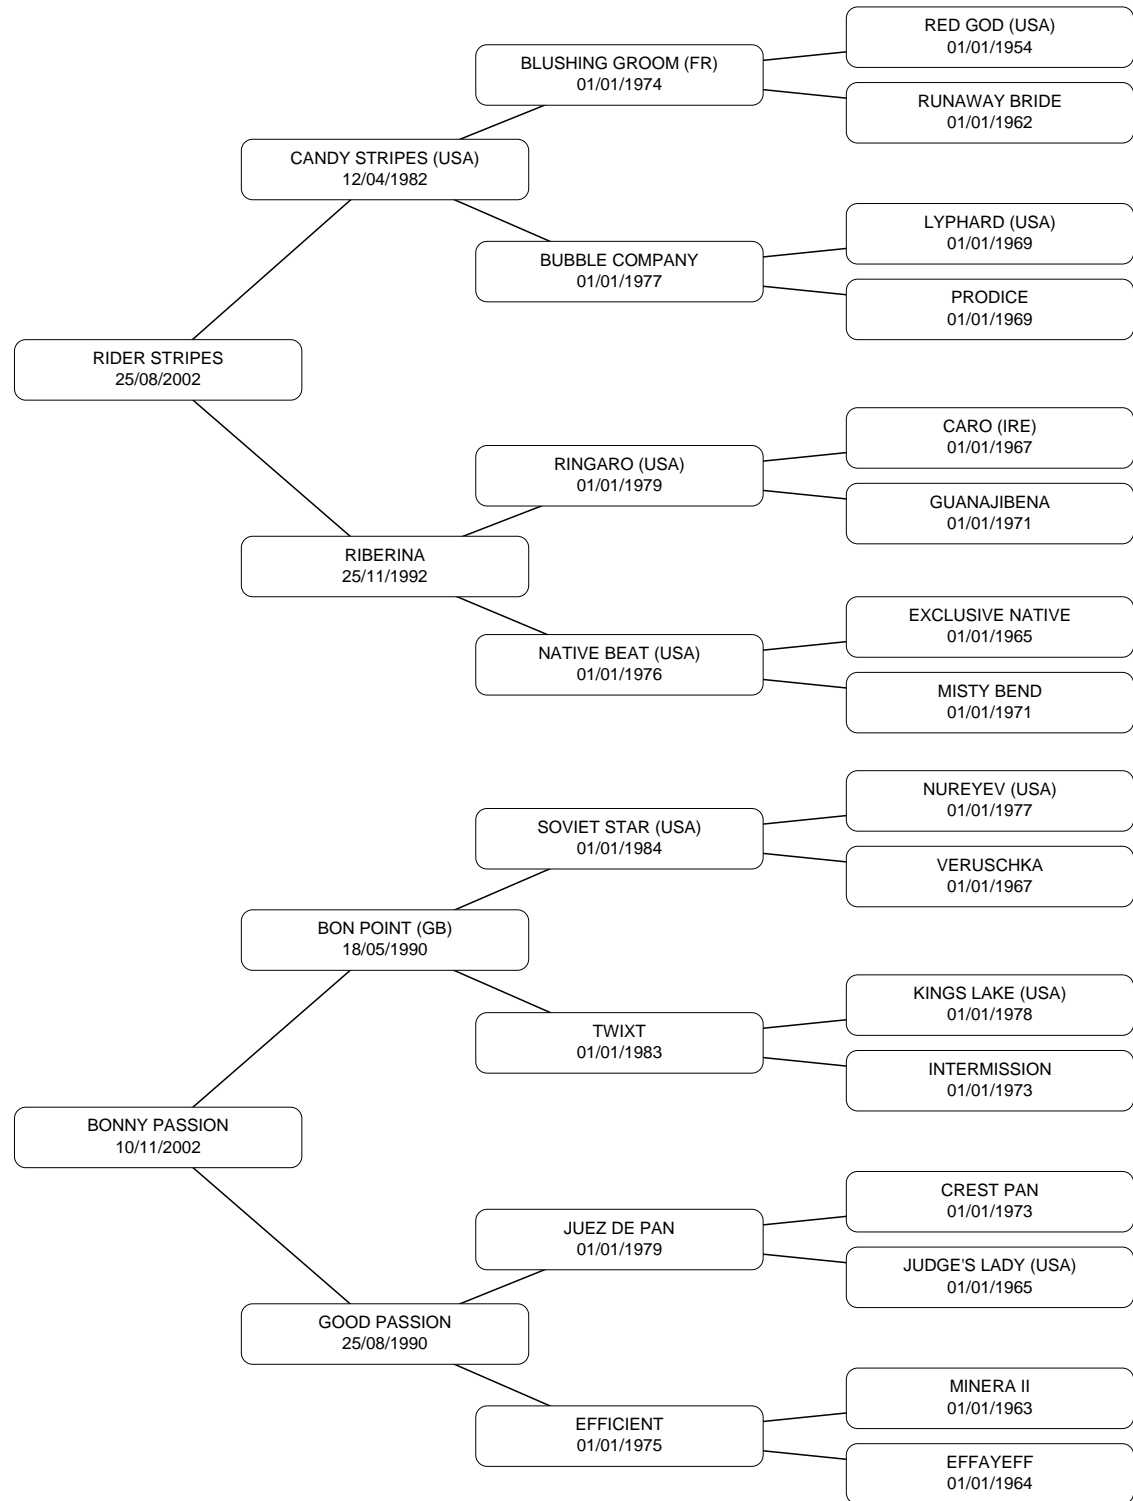 RED GOD (USA)
01/01/1954
BLUSHING GROOM (FR)
01/01/1974
RUNAWAY BRIDE
01/01/1962
CANDY STRIPES (USA)
12/04/1982
LYPHARD (USA)
01/01/1969
BUBBLE COMPANY
01/01/1977
PRODICE
01/01/1969
RIDER STRIPES
25/08/2002
CARO (IRE)
01/01/1967
RINGARO (USA)
01/01/1979
GUANAJIBENA
01/01/1971
RIBERINA
25/11/1992
EXCLUSIVE NATIVE
01/01/1965
NATIVE BEAT (USA)
01/01/1976
MISTY BEND
01/01/1971
NUREYEV (USA)
01/01/1977
SOVIET STAR (USA)
01/01/1984
VERUSCHKA
01/01/1967
BON POINT (GB)
18/05/1990
KINGS LAKE (USA)
01/01/1978
TWIXT
01/01/1983
INTERMISSION
01/01/1973
BONNY PASSION
10/11/2002
CREST PAN
01/01/1973
JUEZ DE PAN
01/01/1979
JUDGE'S LADY (USA)
01/01/1965
GOOD PASSION
25/08/1990
MINERA II
01/01/1963
EFFICIENT
01/01/1975
EFFAYEFF
01/01/1964